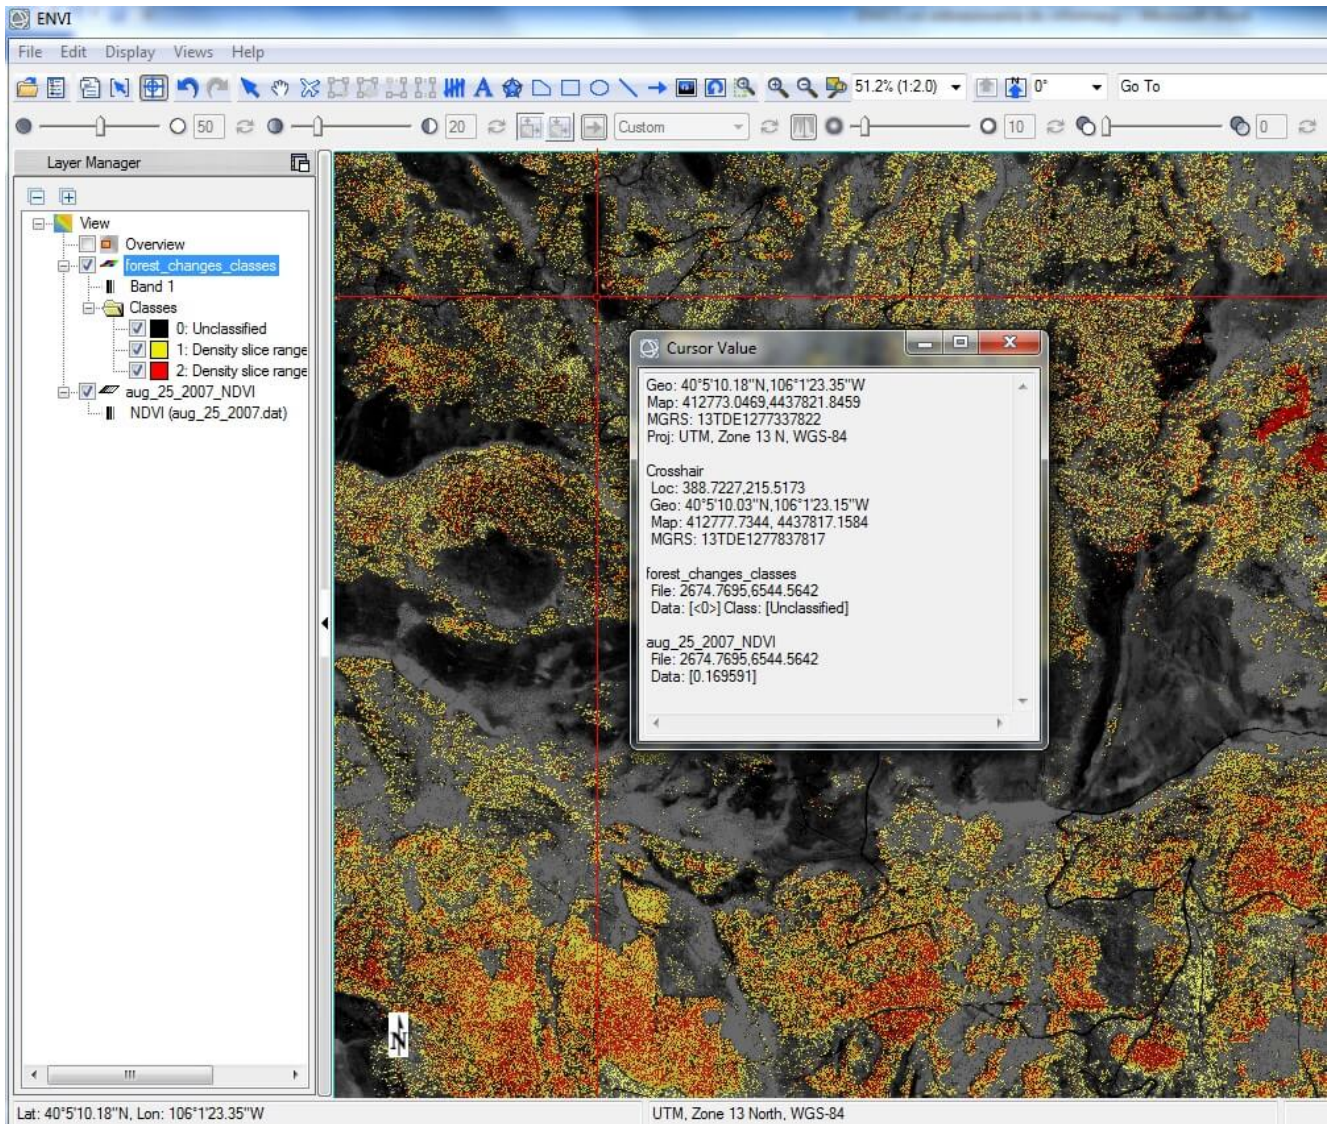 ENVI
File Edit Display Views Help
51.2% (1:2.0) 0° Go To
50 20 Custom 10 0
Layer Manager
View
Overview
forest_changes_classes
Band 1
Classes
0: Unclassified
1: Density slice range
2: Density slice range
aug_25_2007_NDVI
NDVI (aug_25_2007.dat)
Cursor Value
Geo: 40°5'10.18"N,106°1'23.35"W
Map: 412773.0469,4437821.8459
MGRS: 13TDE1277337822
Proj: UTM, Zone 13 N, WGS-84
Crosshair
Loc: 388.7227,215.5173
Geo: 40°5'10.03"N,106°1'23.15"W
Map: 412777.7344, 4437817.1584
MGRS: 13TDE1277837817
forest_changes_classes
File: 2674.7695,6544.5642
Data: [<0>] Class: [Unclassified]
aug_25_2007_NDVI
File: 2674.7695,6544.5642
Data: [0.169591]
N
Lat: 40°5'10.18"N, Lon: 106°1'23.35"W
UTM, Zone 13 North, WGS-84